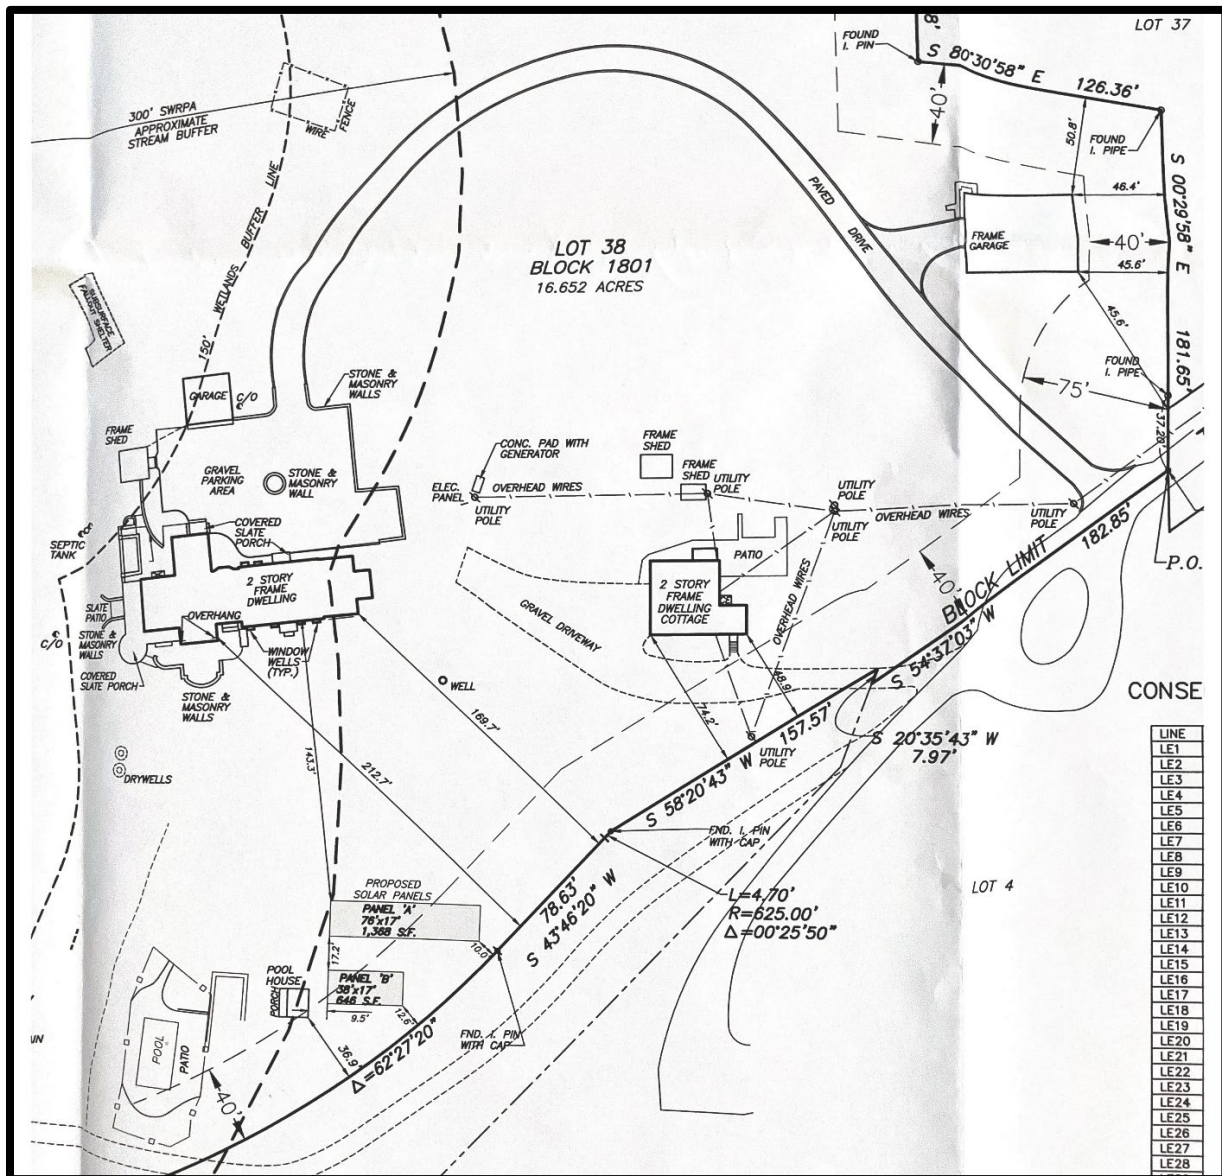 LOT 37
FOUND
I. PIN
8'
S 80°30'58" E
126.36'
40'
50.8'
FOUND
I. PIPE
S 00°29'58" E
181.65'
46.4'
FRAME
GARAGE
40'
45.6'
45.6'
FOUND
I. PIPE
75'
37.20'
300' SWRPA
APPROXIMATE
STREAM BUFFER
WIRE
FENCE
150' WETLANDS BUFFER LINE
PAVED
DRIVE
LOT 38
BLOCK 1801
16.652 ACRES
SUBSURFACE
FALLOUT SHELTER
GARAGE
C/O
STONE &
MASONRY
WALLS
FRAME
SHED
GRAVEL
PARKING
AREA
STONE &
MASONRY
WALL
CONC. PAD WITH
GENERATOR
ELEC.
PANEL
OVERHEAD WIRES
UTILITY
POLE
FRAME
SHED
FRAME
SHED
UTILITY
POLE
UTILITY
POLE
UTILITY
POLE
OVERHEAD WIRES
UTILITY
POLE
182.85'
P.O.
COVERED
SLATE
PORCH
SEPTIC
TANK
2 STORY
FRAME
DWELLING
OVERHANG
SLATE
PATIO
C/O
STONE &
MASONRY
WALLS
COVERED
SLATE PORCH
STONE &
MASONRY
WALLS
WINDOW
WELLS
(TYP.)
WELL
GRAVEL DRIVEWAY
PATIO
2 STORY
FRAME
DWELLING
COTTAGE
OVERHEAD WIRES
40'
BLOCK LIMIT
S 54°37'03" W
48.9'
74.2'
157.57'
S 58°20'43" W
UTILITY
POLE
S 20°35'43" W
7.97'
CONSE
169.7'
212.7'
143.3'
DRYWELLS
FND. I. PIN
WITH CAP
L=4.70'
R=625.00'
Δ=00°25'50"
LOT 4
78.63'
S 43°46'20" W
PROPOSED
SOLAR PANELS
PANEL 'A'
76'x17'
1,368 S.F.
10.0'
17.2'
PANEL 'B'
38'x17'
646 S.F.
9.5'
12.6'
POOL
HOUSE
PORCH
36.9'
Δ=62°27'20"
FND. I. PIN
WITH CAP
POOL
PATIO
40'
LINE
LE1
LE2
LE3
LE4
LE5
LE6
LE7
LE8
LE9
LE10
LE11
LE12
LE13
LE14
LE15
LE16
LE17
LE18
LE19
LE20
LE21
LE22
LE23
LE24
LE25
LE26
LE27
LE28